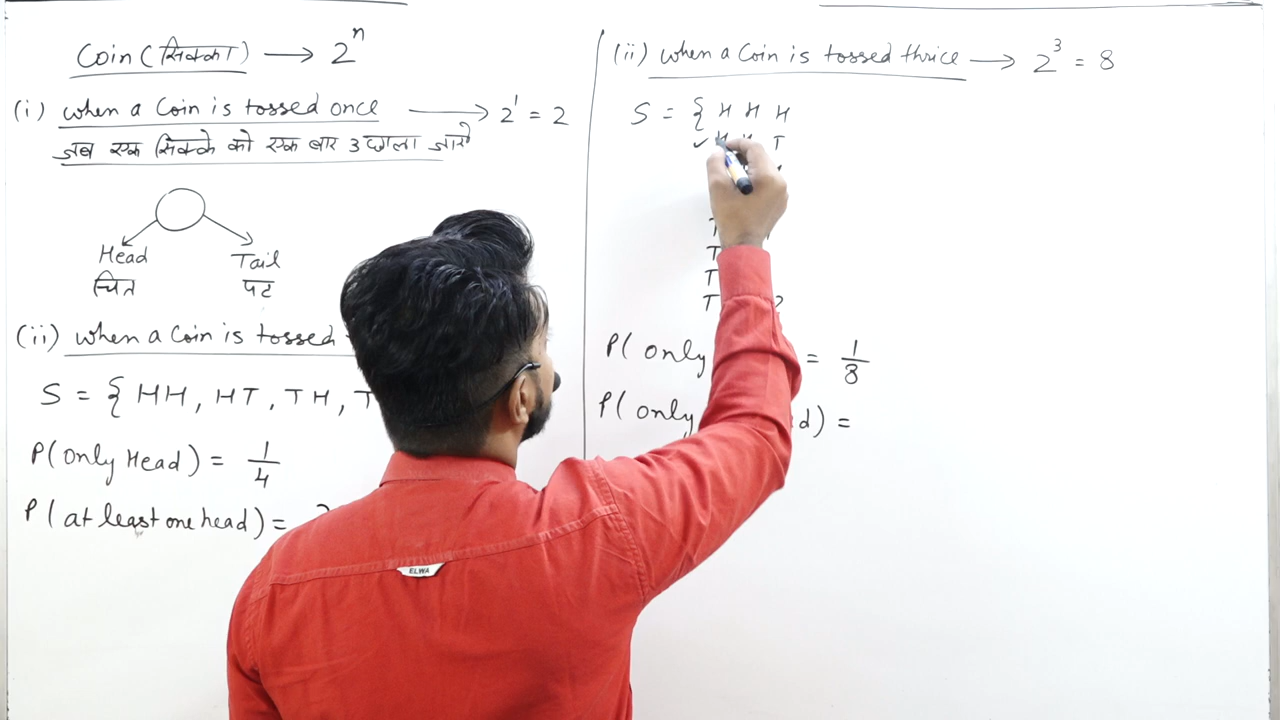 Coin (सिक्का) → 2ⁿ
(i) when a Coin is tossed once → 2¹ = 2
जब एक सिक्के को एक बार उछाला जाये
Head Tail
चित पट
(ii) when a Coin is tossed
S = { HH, HT, TH, T
P(only Head) = 1/4
P(at least one head) =
(ii) when a Coin is tossed thrice → 2³ = 8
S = { H H H
✓ H H T
T
T
T
T
P( only = 1/8
P( only d) =
ELWA